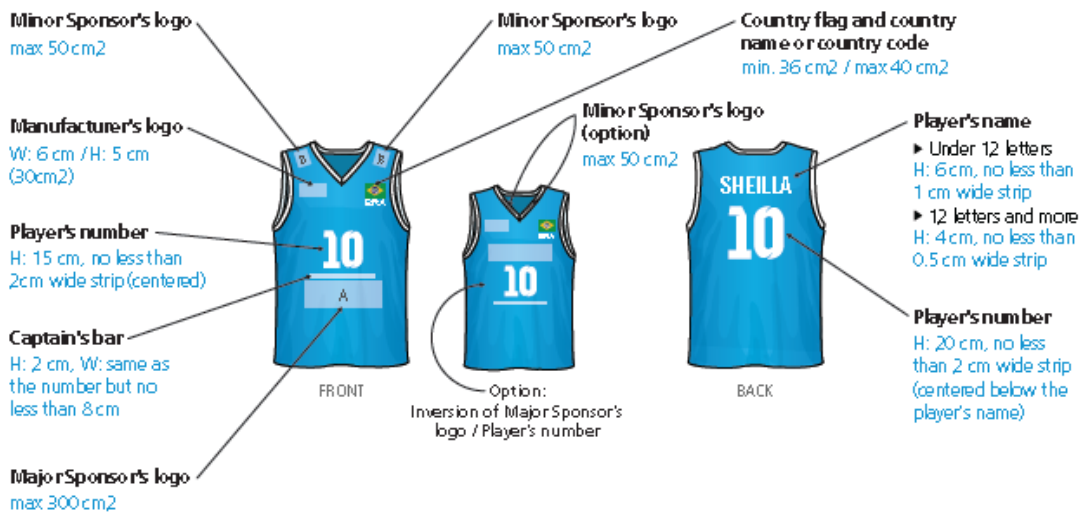 Minor Sponsor's logo
max 50 cm2
Minor Sponsor's logo
max 50 cm2
Country flag and country
name or country code
min. 36 cm2 / max 40 cm2
Manufacturer's logo
W: 6 cm / H: 5 cm
(30cm2)
Minor Sponsor's logo
(option)
max 50 cm2
Player's name
▸ Under 12 letters
H: 6 cm, no less than
1 cm wide strip
▸ 12 letters and more
H: 4 cm, no less than
0.5 cm wide strip
B
B
BRA
BRA
SHEILLA
10
10
10
A
Player's number
H: 15 cm, no less than
2cm wide strip (centered)
Captain's bar
H: 2 cm, W: same as
the number but no
less than 8 cm
Player's number
H: 20 cm, no less
than 2 cm wide strip
(centered below the
player's name)
FRONT
Option:
Inversion of Major Sponsor's
logo / Player's number
BACK
Major Sponsor's logo
max 300 cm2